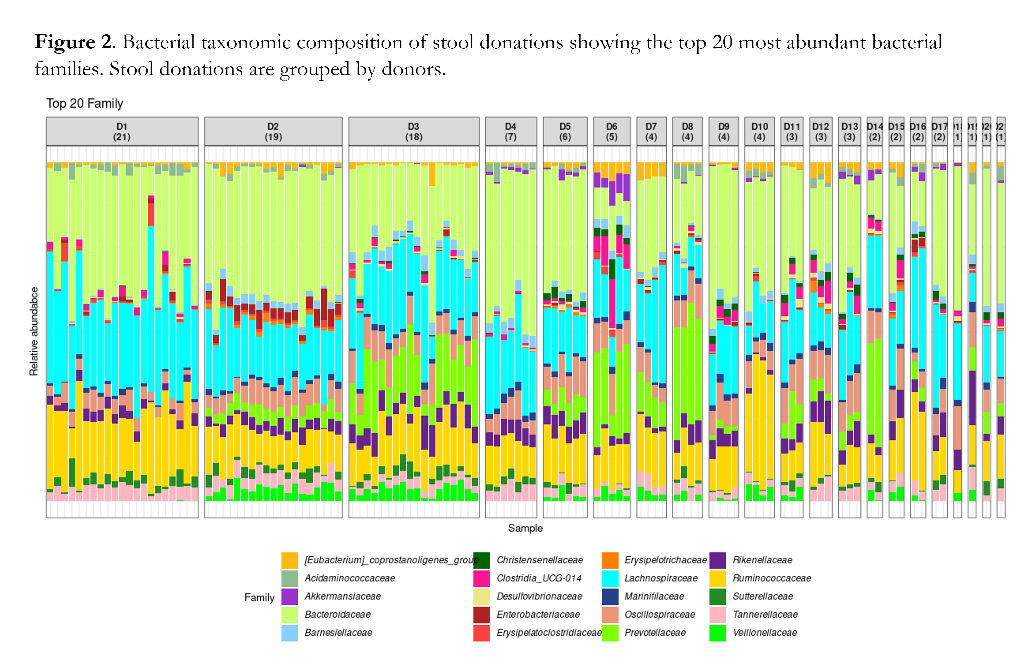 Figure 2. Bacterial taxonomic composition of stool donations showing the top 20 most abundant bacterial
families. Stool donations are grouped by donors.
Top 20 Family
D1 D2 D3 D4 D5 D6 D7 D8 D9 D10 D11 D12 D13 D14 D15 D16 D17
(21) (19) (18) (7) (6) (5) (4) (4) (4) (4) (3) (3) (3) (2) (2) (2) (2)
Relative abundance
Sample
Family
[Eubacterium]_coprostanoligenes_group Christensenellaceae Erysipelotrichaceae Rikenellaceae
Acidaminococcaceae Clostridia_UCG-014 Lachnospiraceae Ruminococcaceae
Akkermansiaceae Desulfovibrionaceae Marinifilaceae Sutterellaceae
Bacteroidaceae Enterobacteriaceae Oscillospiraceae Tannerellaceae
Barnesiellaceae Erysipelatoclostridiaceae Prevotellaceae Veillonellaceae